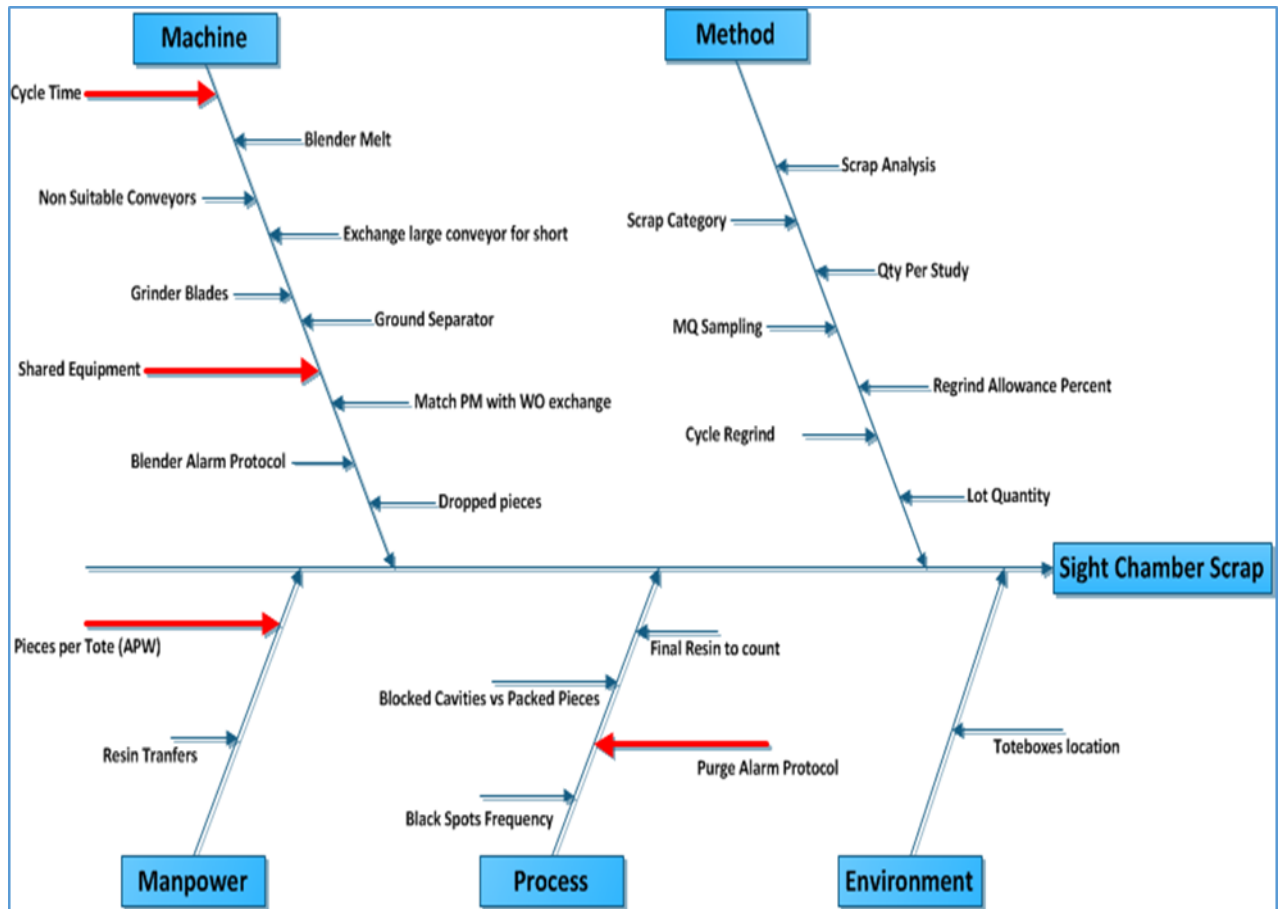 Machine
Method
Cycle Time
Blender Melt
Scrap Analysis
Non Suitable Conveyors
Scrap Category
Exchange large conveyor for short
Qty Per Study
Grinder Blades
Ground Separator
MQ Sampling
Shared Equipment
Regrind Allowance Percent
Match PM with WO exchange
Cycle Regrind
Blender Alarm Protocol
Dropped pieces
Lot Quantity
Sight Chamber Scrap
Pieces per Tote (APW)
Final Resin to count
Blocked Cavities vs Packed Pieces
Resin Tranfers
Toteboxes location
Purge Alarm Protocol
Black Spots Frequency
Manpower
Process
Environment